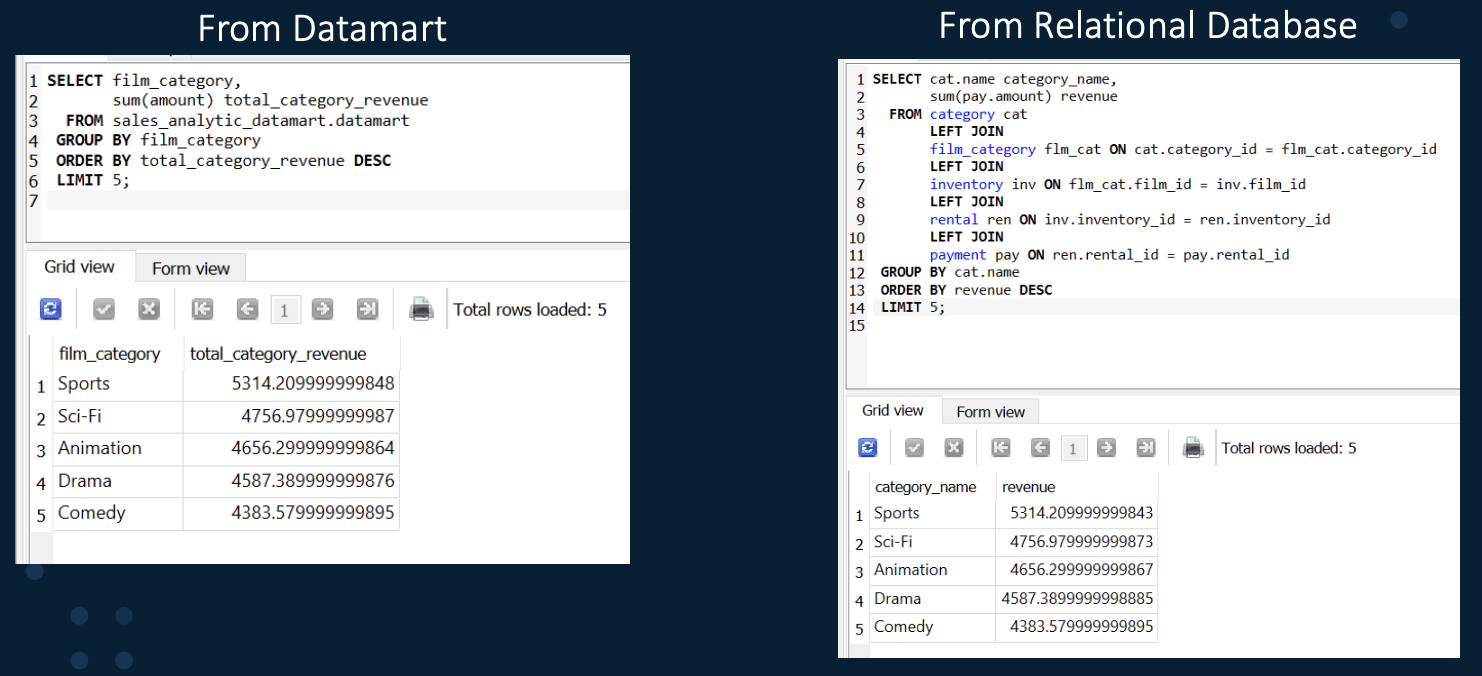 From Datamart
1 SELECT film_category,
2 sum(amount) total_category_revenue
3 FROM sales_analytic_datamart.datamart
4 GROUP BY film_category
5 ORDER BY total_category_revenue DESC
6 LIMIT 5;
7
Grid view Form view
1 Total rows loaded: 5
film_category total_category_revenue
1 Sports 5314.209999999848
2 Sci-Fi 4756.97999999987
3 Animation 4656.299999999864
4 Drama 4587.389999999876
5 Comedy 4383.579999999895
From Relational Database
1 SELECT cat.name category_name,
2 sum(pay.amount) revenue
3 FROM category cat
4 LEFT JOIN
5 film_category flm_cat ON cat.category_id = flm_cat.category_id
6 LEFT JOIN
7 inventory inv ON flm_cat.film_id = inv.film_id
8 LEFT JOIN
9 rental ren ON inv.inventory_id = ren.inventory_id
10 LEFT JOIN
11 payment pay ON ren.rental_id = pay.rental_id
12 GROUP BY cat.name
13 ORDER BY revenue DESC
14 LIMIT 5;
15
Grid view Form view
1 Total rows loaded: 5
category_name revenue
1 Sports 5314.209999999843
2 Sci-Fi 4756.979999999873
3 Animation 4656.299999999867
4 Drama 4587.3899999998885
5 Comedy 4383.579999999895